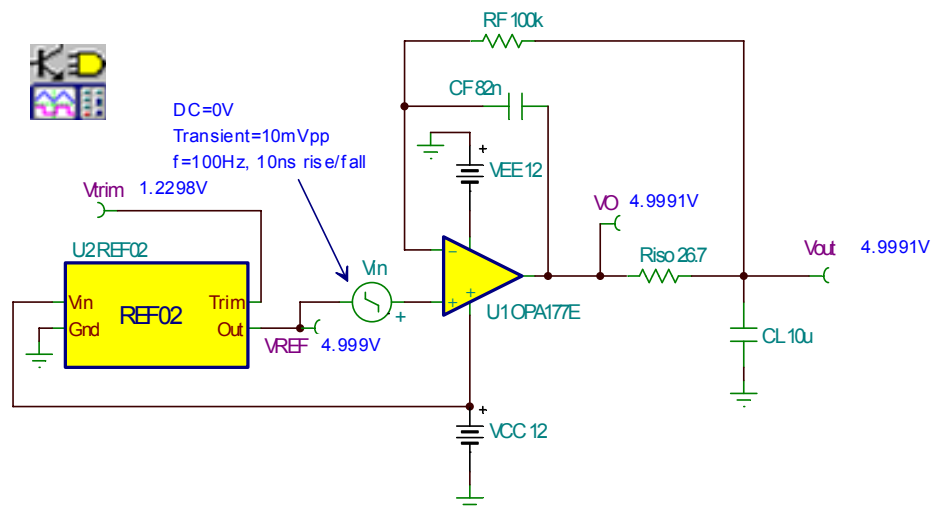 RF 100k
CF 82n
DC=0V
Transient=10mVpp
f=100Hz, 10ns rise/fall
VEE 12
Vtrim 1.2298V
VO 4.9991V
U2 REF02
Vin
Riso 26.7
Vout 4.9991V
Vin
Trim
REF02
Gnd
Out
U1 OPA177E
VREF 4.999V
CL 10u
VCC 12